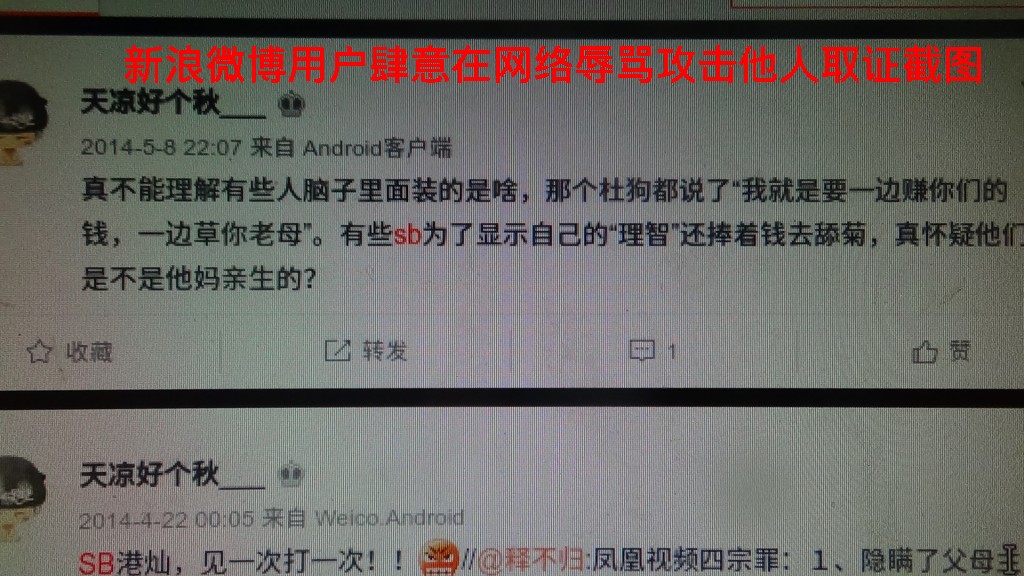 新浪微博用户肆意在网络辱骂攻击他人取证截图
天凉好个秋___
2014-5-8 22:07 来自 Android客户端
真不能理解有些人脑子里面装的是啥，那个杜狗都说了“我就是要一边赚你们的
钱，一边草你老母”。有些sb为了显示自己的“理智”还捧着钱去舔菊，真怀疑他们
是不是他妈亲生的？
收藏 转发 1 赞
天凉好个秋___
2014-4-22 00:05 来自 Weico.Android
SB港灿，见一次打一次！！//@释不归:凤凰视频四宗罪：1、隐瞒了父母